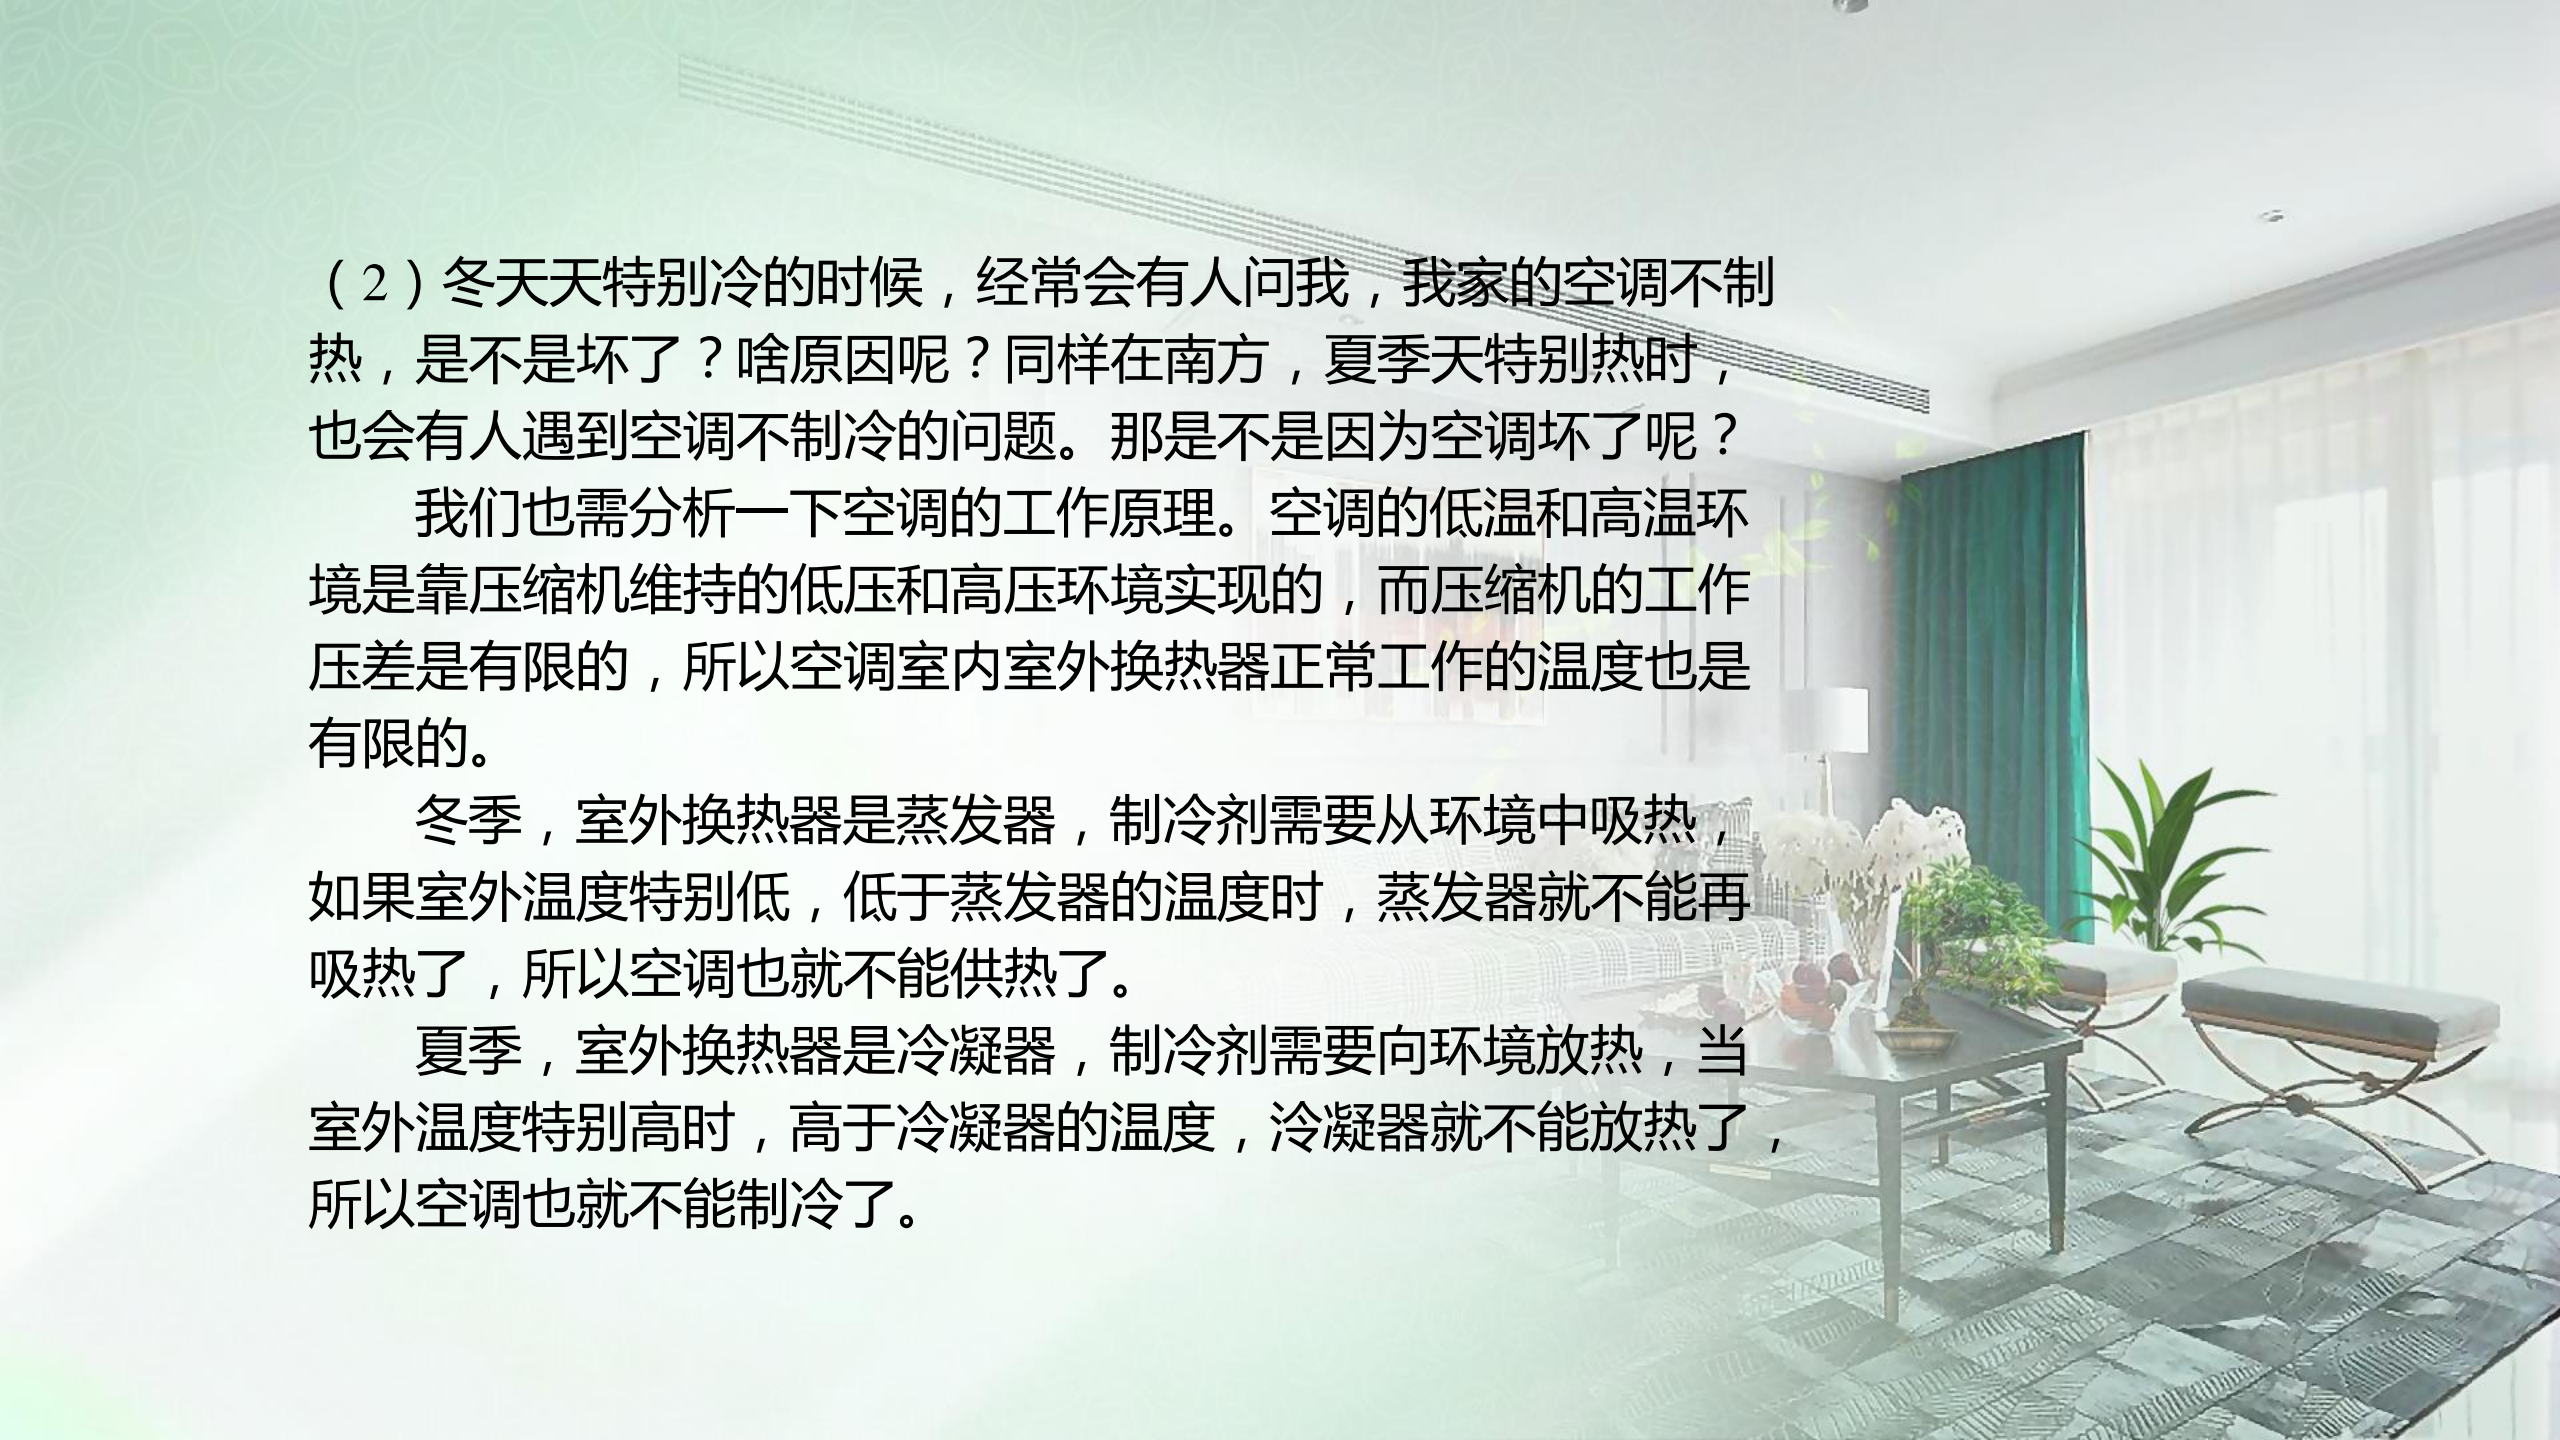 （2）冬天天特别冷的时候，经常会有人问我，我家的空调不制
热，是不是坏了？啥原因呢？同样在南方，夏季天特别热时，
也会有人遇到空调不制冷的问题。那是不是因为空调坏了呢？
我们也需分析一下空调的工作原理。空调的低温和高温环
境是靠压缩机维持的低压和高压环境实现的，而压缩机的工作
压差是有限的，所以空调室内室外换热器正常工作的温度也是
有限的。
冬季，室外换热器是蒸发器，制冷剂需要从环境中吸热，
如果室外温度特别低，低于蒸发器的温度时，蒸发器就不能再
吸热了，所以空调也就不能供热了。
夏季，室外换热器是冷凝器，制冷剂需要向环境放热，当
室外温度特别高时，高于冷凝器的温度，泠凝器就不能放热了，
所以空调也就不能制冷了。